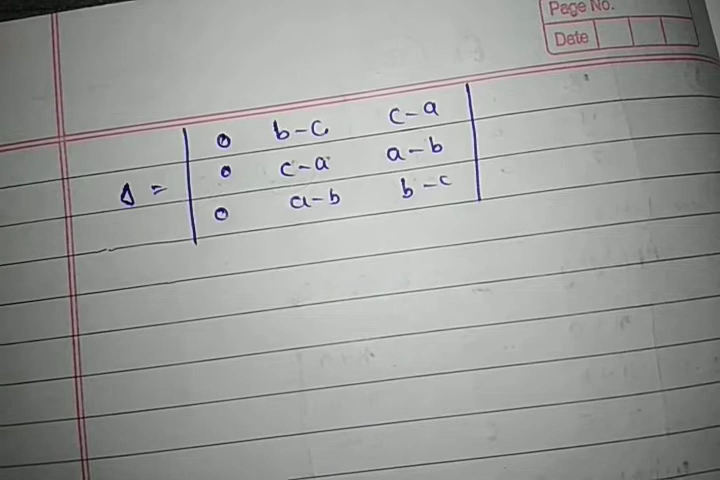 Page No.
Date
0 b-c c-a
Δ = 0 c-a a-b
0 a-b b-c